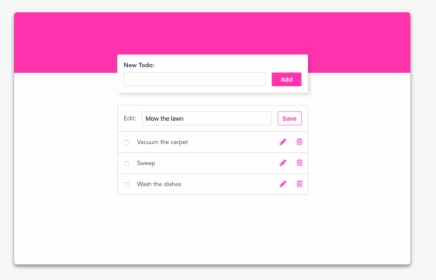 New Todo:
Add
Edit: Mow the lawn Save
Vacuum the carpet
Sweep
Wash the dishes